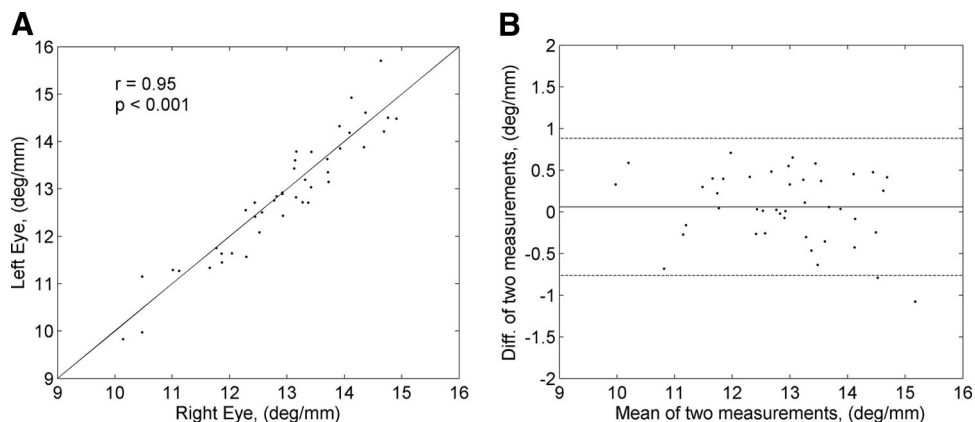 A
16
15
14
13
12
11
10
9
Left Eye, (deg/mm)
r = 0.95
p < 0.001
9 10 11 12 13 14 15 16
Right Eye, (deg/mm)
B
2
1.5
1
0.5
0
-0.5
-1
-1.5
-2
Diff. of two measurements, (deg/mm)
9 10 11 12 13 14 15 16
Mean of two measurements, (deg/mm)